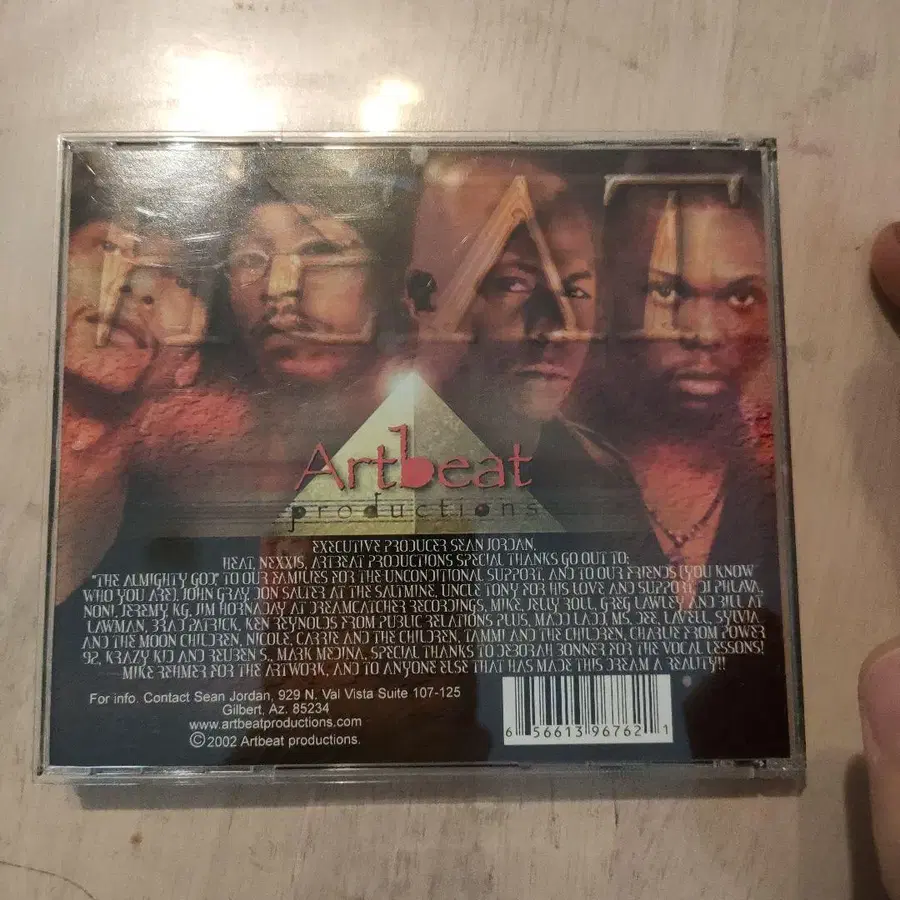 HEAT
Artbeat
productions
EXECUTIVE PRODUCER SEAN JORDAN,
HEAT, NEXXIS, ARTBEAT PRODUCTIONS SPECIAL THANKS GO OUT TO:
"THE ALMIGHTY GOD" TO OUR FAMILIES FOR THE UNCONDITIONAL SUPPORT, AND TO OUR FRIENDS (YOU KNOW
WHO YOU ARE), JOHN GRAY, DON SALTER AT THE SALTMINE, UNCLE TONY FOR HIS LOVE AND SUPPORT, DJ PHLAVA,
NONI, JEREMY, KG, JIM HORNADAY AT DREAMCATCHER RECORDINGS, MIKE, JELLY ROLL, GREG LAWLEY AND BILL AT
LAWMAN, BRAD PATRICK, KEN REYNOLDS FROM PUBLIC RELATIONS PLUS, MADD LADD, MS. DEE, LAVELL, SYLVIA
AND THE MOON CHILDREN, NICOLE, CARRIE AND THE CHILDREN, TAMMI AND THE CHILDREN, CHARLIE FROM POWER
92, KRAZY KID AND REUBEN S., MARK MEDINA, SPECIAL THANKS TO DEBORAH BONNER FOR THE VOCAL LESSONS!
MIKE REHMER FOR THE ARTWORK, AND TO ANYONE ELSE THAT HAS MADE THIS DREAM A REALITY!!
For info. Contact Sean Jordan, 929 N. Val Vista Suite 107-125
Gilbert, Az. 85234
www.artbeatproductions.com
©2002 Artbeat productions.
6 56613 96762 1